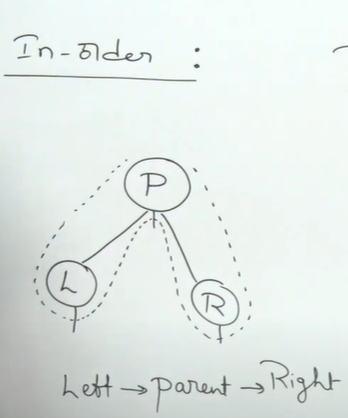 In-order :
P
L
R
Left → parent → Right